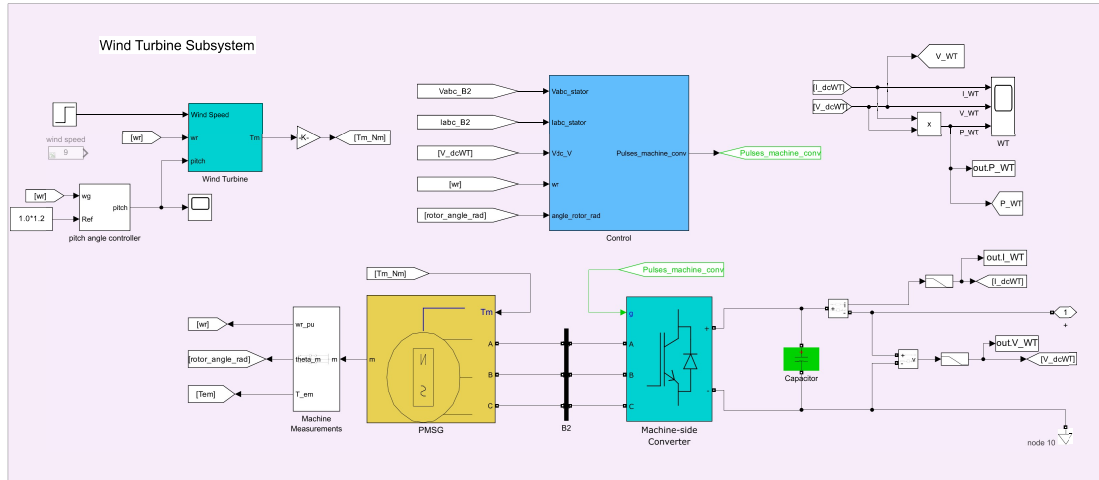 Wind Turbine Subsystem
wind speed
9
[wr]
Wind Speed
wr
pitch
Tm
Wind Turbine
-K-
[Tm_Nm]
[wr]
1.0*1.2
wg
Ref
pitch
pitch angle controller
Vabc_B2
Iabc_B2
[V_dcWT]
[wr]
[rotor_angle_rad]
Vabc_stator
Iabc_stator
Vdc_V
wr
angle_rotor_rad
Pulses_machine_conv
Control
Pulses_machine_conv
[I_dcWT]
[V_dcWT]
V_WT
I_WT
V_WT
P_WT
x
WT
out.P_WT
P_WT
[wr]
[rotor_angle_rad]
[Tem]
wr_pu
theta_m
T_em
m
Machine
Measurements
[Tm_Nm]
Tm
m
N
S
A
B
C
PMSG
B2
Pulses_machine_conv
g
A
B
C
+
-
Machine-side
Converter
+
Capacitor
+
i
-
out.I_WT
[I_dcWT]
1
+
+
-
v
out.V_WT
[V_dcWT]
node 10